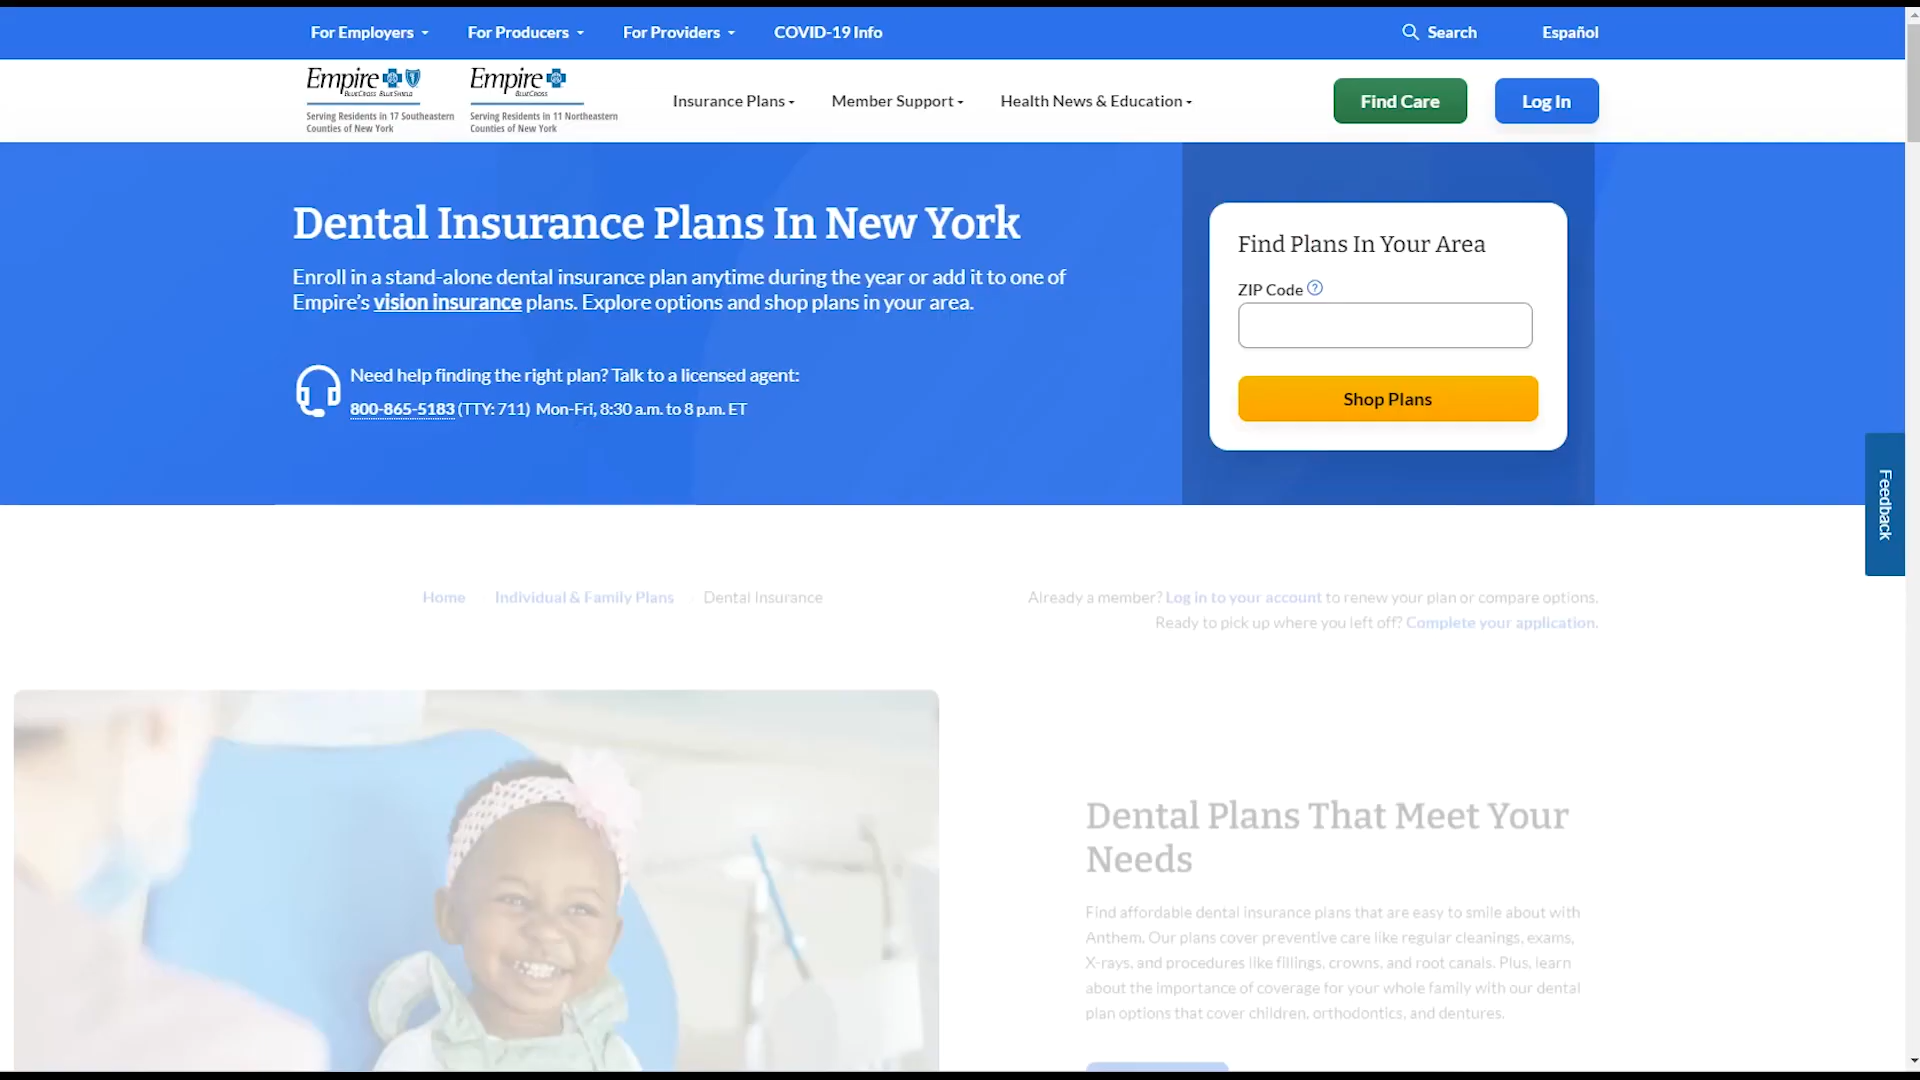 For Employers
For Producers
For Providers
COVID-19 Info
Search
Español
Empire
BLUECROSS BLUESHIELD
Serving Residents in 17 Southeastern
Counties of New York
Empire
BLUECROSS
Serving Residents in 11 Northeastern
Counties of New York
Insurance Plans
Member Support
Health News & Education
Find Care
Log In
Dental Insurance Plans In New York
Enroll in a stand-alone dental insurance plan anytime during the year or add it to one of
Empire’s vision insurance plans. Explore options and shop plans in your area.
Need help finding the right plan? Talk to a licensed agent:
800-865-5183 (TTY: 711) Mon-Fri, 8:30 a.m. to 8 p.m. ET
Find Plans In Your Area
ZIP Code ?
Shop Plans
Feedback
Home
Individual & Family Plans
Dental Insurance
Already a member? Log in to your account to renew your plan or compare options.
Ready to pick up where you left off? Complete your application.
Dental Plans That Meet Your
Needs
Find affordable dental insurance plans that are easy to smile about with
Anthem. Our plans cover preventive care like regular cleanings, exams,
X-rays, and procedures like fillings, crowns, and root canals. Plus, learn
about the importance of coverage for your whole family with our dental
plan options that cover children, orthodontics, and dentures.